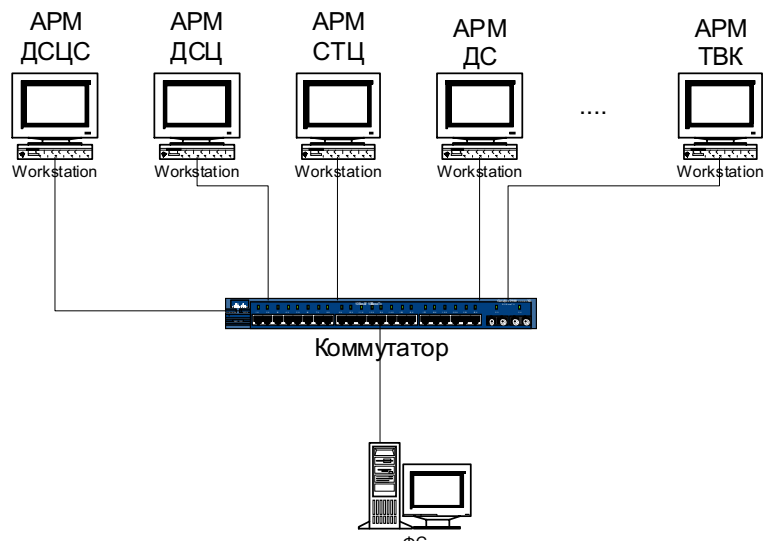 АРМ
ДСЦС
АРМ
ДСЦ
АРМ
СТЦ
АРМ
ДС
АРМ
ТВК
....
Workstation
Workstation
Workstation
Workstation
Workstation
Коммутатор